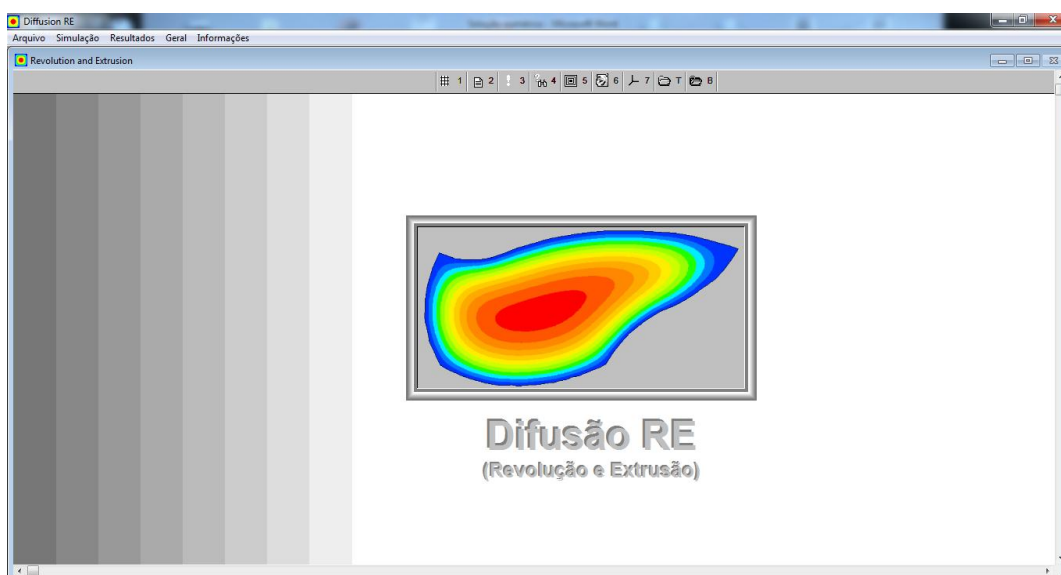 Diffusion RE
Arquivo Simulação Resultados Geral Informações
Revolution and Extrusion
1 2 3 4 5 6 7 T B
Difusão RE
(Revolução e Extrusão)